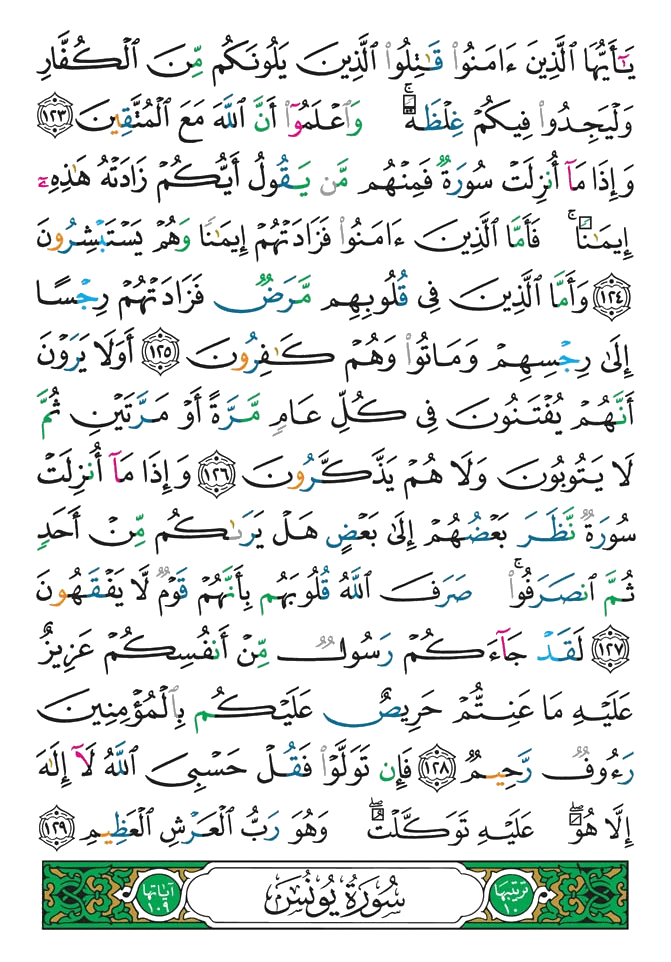 يَٰٓأَيُّهَا ٱلَّذِينَ ءَامَنُوا۟ قَٰتِلُوا۟ ٱلَّذِينَ يَلُونَكُم مِّنَ ٱلْكُفَّارِ
وَلْيَجِدُوا۟ فِيكُمْ غِلْظَةً ۚ وَٱعْلَمُوٓا۟ أَنَّ ٱللَّهَ مَعَ ٱلْمُتَّقِينَ ١٢٣
وَإِذَا مَآ أُنزِلَتْ سُورَةٌ فَمِنْهُم مَّن يَقُولُ أَيُّكُمْ زَادَتْهُ هَٰذِهِۦٓ
إِيمَٰنًا ۚ فَأَمَّا ٱلَّذِينَ ءَامَنُوا۟ فَزَادَتْهُمْ إِيمَٰنًا وَهُمْ يَسْتَبْشِرُونَ
١٢٤ وَأَمَّا ٱلَّذِينَ فِى قُلُوبِهِم مَّرَضٌ فَزَادَتْهُمْ رِجْسًا
إِلَىٰ رِجْسِهِمْ وَمَاتُوا۟ وَهُمْ كَٰفِرُونَ ١٢٥ أَوَلَا يَرَوْنَ
أَنَّهُمْ يُفْتَنُونَ فِى كُلِّ عَامٍ مَّرَّةً أَوْ مَرَّتَيْنِ ثُمَّ
لَا يَتُوبُونَ وَلَا هُمْ يَذَّكَّرُونَ ١٢٦ وَإِذَا مَآ أُنزِلَتْ
سُورَةٌ نَّظَرَ بَعْضُهُمْ إِلَىٰ بَعْضٍ هَلْ يَرَىٰكُم مِّنْ أَحَدٍ
ثُمَّ ٱنصَرَفُوا۟ ۚ صَرَفَ ٱللَّهُ قُلُوبَهُم بِأَنَّهُمْ قَوْمٌ لَّا يَفْقَهُونَ
١٢٧ لَقَدْ جَآءَكُمْ رَسُولٌ مِّنْ أَنفُسِكُمْ عَزِيزٌ
عَلَيْهِ مَا عَنِتُّمْ حَرِيصٌ عَلَيْكُم بِٱلْمُؤْمِنِينَ
رَءُوفٌ رَّحِيمٌ ١٢٨ فَإِن تَوَلَّوْا۟ فَقُلْ حَسْبِىَ ٱللَّهُ لَآ إِلَٰهَ
إِلَّا هُوَ ۖ عَلَيْهِ تَوَكَّلْتُ ۖ وَهُوَ رَبُّ ٱلْعَرْشِ ٱلْعَظِيمِ ١٢٩
ترتيبها ١٠ سُورَةُ يُونُسَ آياتها ١٠٩